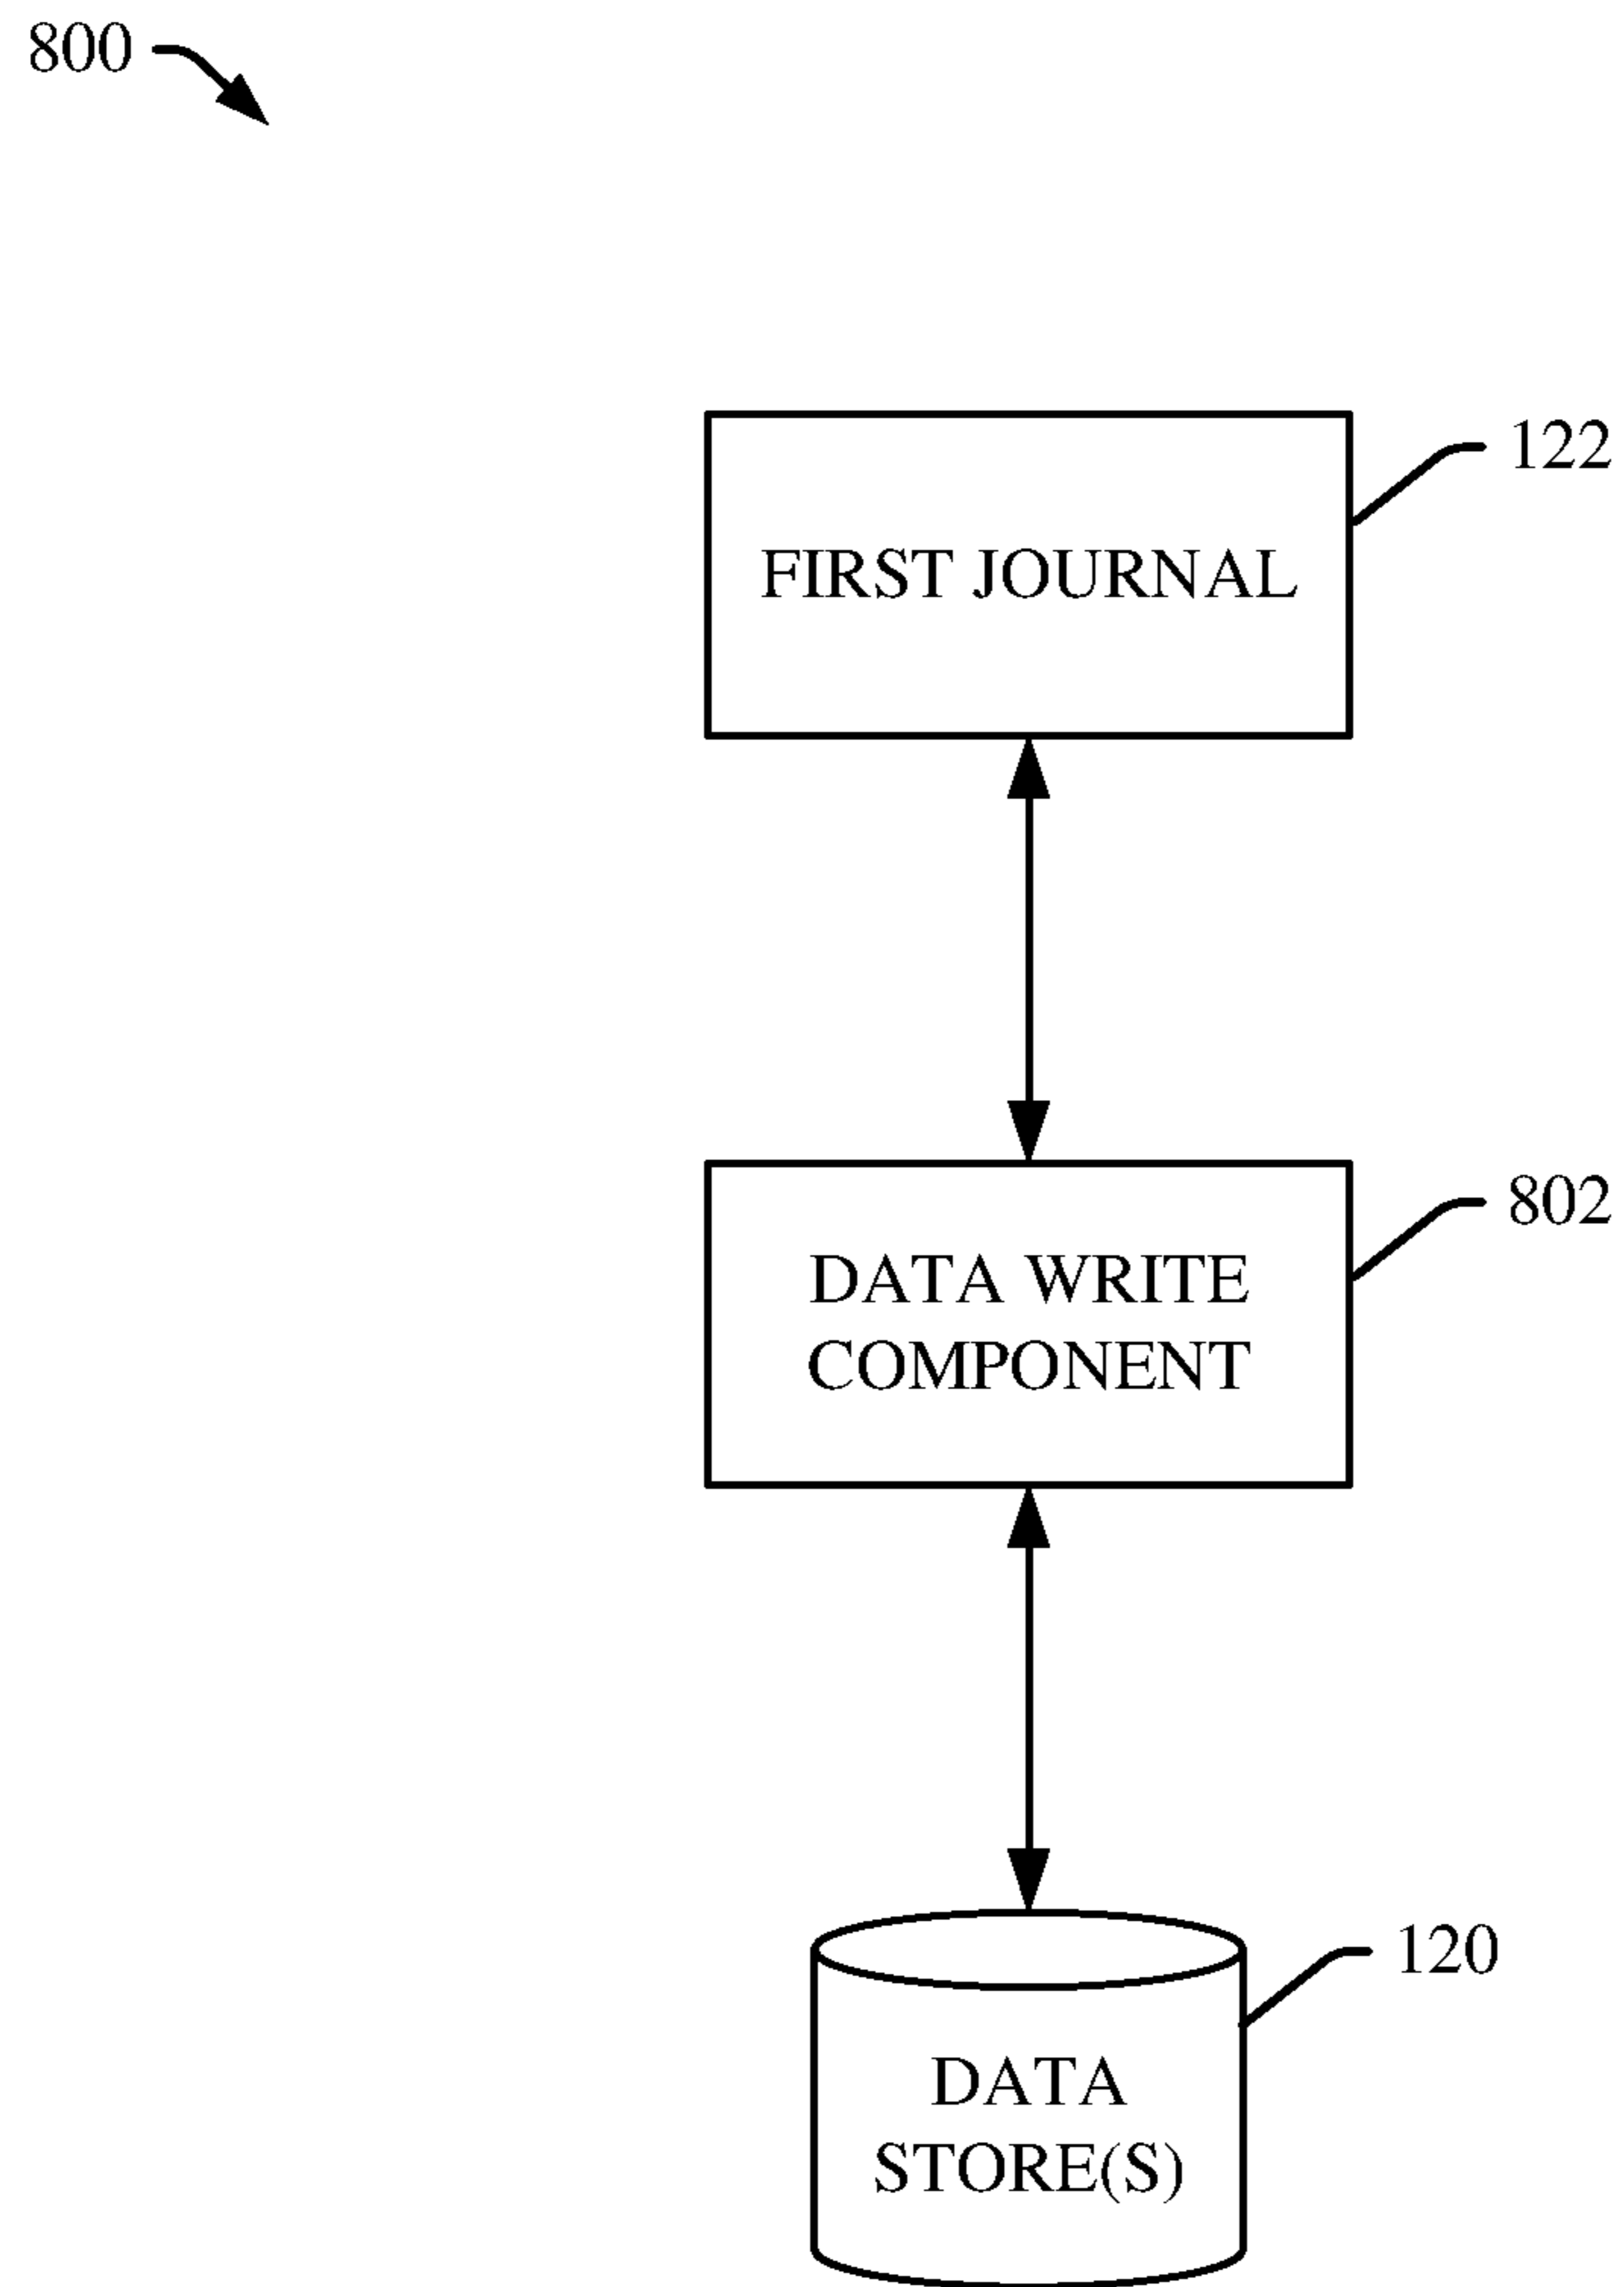 800
122
FIRST JOURNAL
802
DATA WRITE
COMPONENT
120
DATA
STORE(S)